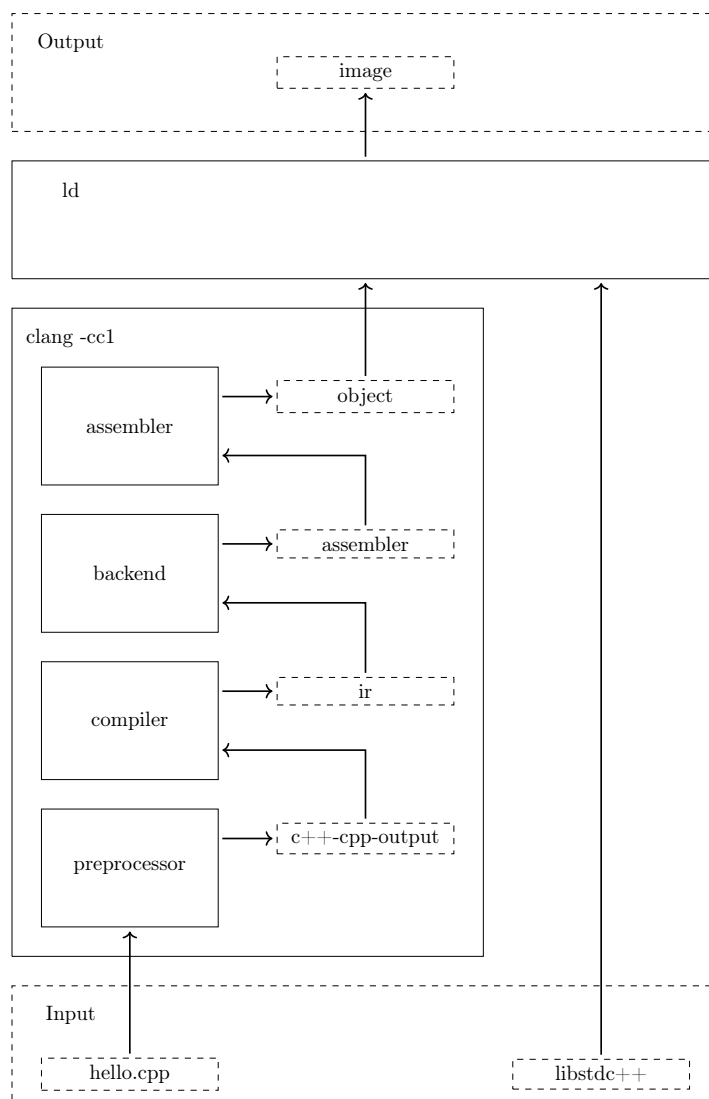 Output
image
ld
clang -cc1
object
assembler
assembler
backend
ir
compiler
c++-cpp-output
preprocessor
Input
hello.cpp
libstdc++